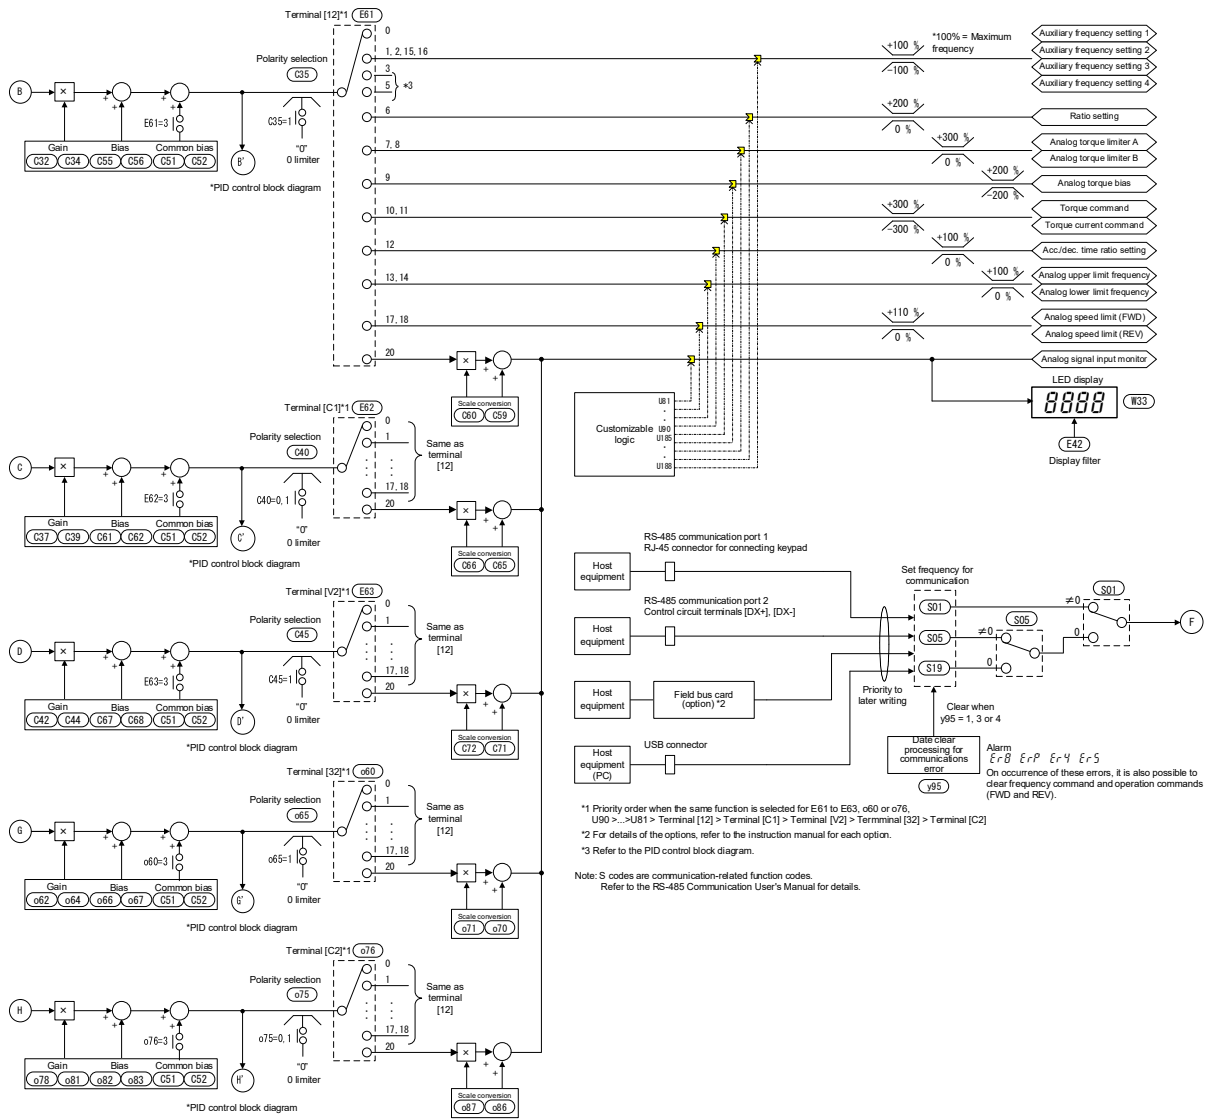 Terminal [12]*1 E61
0
1, 2, 15, 16
3
5
*3
Polarity selection
C35
B
×
+
+
+
+
E61=3
C35=1
"0"
0 limiter
B'
Gain Bias Common bias
C32 C34 C55 C56 C51 C52
*PID control block diagram
6
7, 8
9
10, 11
12
13, 14
17, 18
20
×
+
+
Scale conversion
C60 C59
*100% = Maximum
frequency
+100 %
-100 %
Auxiliary frequency setting 1
Auxiliary frequency setting 2
Auxiliary frequency setting 3
Auxiliary frequency setting 4
+200 %
0 %
Ratio setting
+300 %
0 %
Analog torque limiter A
Analog torque limiter B
+200 %
-200 %
Analog torque bias
+300 %
-300 %
Torque command
Torque current command
+100 %
0 %
Acc./dec. time ratio setting
+100 %
0 %
Analog upper limit frequency
Analog lower limit frequency
+110 %
0 %
Analog speed limit (FWD)
Analog speed limit (REV)
Analog signal input monitor
LED display
8888
W33
E42
Display filter
Customizable
logic
U81
U90
U185
U188
Terminal [C1]*1 E62
0
1
17, 18
20
Same as
terminal
[12]
Polarity selection
C40
C
×
+
+
+
+
E62=3
C40=0, 1
"0"
0 limiter
C'
Gain Bias Common bias
C37 C39 C61 C62 C51 C52
*PID control block diagram
×
+
+
Scale conversion
C66 C65
Terminal [V2]*1 E63
0
1
17, 18
20
Same as
terminal
[12]
Polarity selection
C45
D
×
+
+
+
+
E63=3
C45=1
"0"
0 limiter
D'
Gain Bias Common bias
C42 C44 C67 C68 C51 C52
*PID control block diagram
×
+
+
Scale conversion
C72 C71
Terminal [32]*1 o60
0
1
17, 18
20
Same as
terminal
[12]
Polarity selection
o65
G
×
+
+
+
+
o60=3
o65=1
"0"
0 limiter
G'
Gain Bias Common bias
o62 o64 o66 o67 C51 C52
*PID control block diagram
×
+
+
Scale conversion
o71 o70
Terminal [C2]*1 o76
0
1
17, 18
20
Same as
terminal
[12]
Polarity selection
o75
H
×
+
+
+
+
o76=3
o75=0, 1
"0"
0 limiter
H'
Gain Bias Common bias
o78 o81 o82 o83 C51 C52
*PID control block diagram
×
+
+
Scale conversion
o87 o86
RS-485 communication port 1
RJ-45 connector for connecting keypad
Host
equipment
RS-485 communication port 2
Control circuit terminals [DX+], [DX-]
Host
equipment
Host
equipment
Field bus card
(option) *2
Host
equipment
(PC)
USB connector
Priority to
later writing
Set frequency for
communication
S01
S05
S19
≠0
0
S05
≠0
0
S01
F
Clear when
y95 = 1, 3 or 4
Date clear
processing for
communications
error
y95
Alarm
Er8 ErP Er4 Er5
On occurrence of these errors, it is also possible to
clear frequency command and operation commands
(FWD and REV).
*1 Priority order when the same function is selected for E61 to E63, o60 or o76,
U90 >...>U81 > Terminal [12] > Terminal [C1] > Terminal [V2] > Termminal [32] > Terminal [C2]
*2 For details of the options, refer to the instruction manual for each option.
*3 Refer to the PID control block diagram.
Note: S codes are communication-related function codes.
Refer to the RS-485 Communication User's Manual for details.